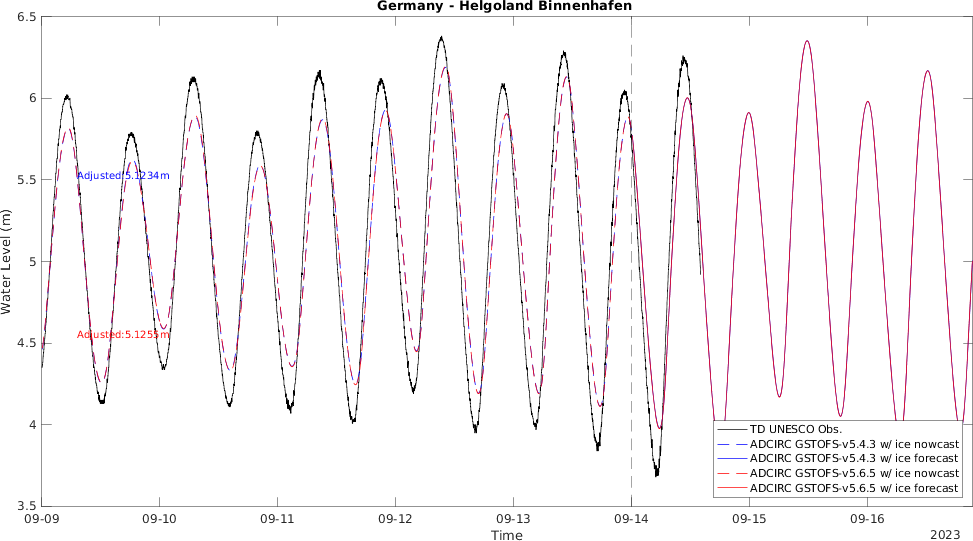 Germany - Helgoland Binnenhafen
6.5
6
5.5
5
4.5
4
3.5
Water Level (m)
Adjusted:5.1234m
Adjusted:5.1255m
TD UNESCO Obs.
ADCIRC GSTOFS-v5.4.3 w/ ice nowcast
ADCIRC GSTOFS-v5.4.3 w/ ice forecast
ADCIRC GSTOFS-v5.6.5 w/ ice nowcast
ADCIRC GSTOFS-v5.6.5 w/ ice forecast
09-09 09-10 09-11 09-12 09-13 09-14 09-15 09-16
Time
2023